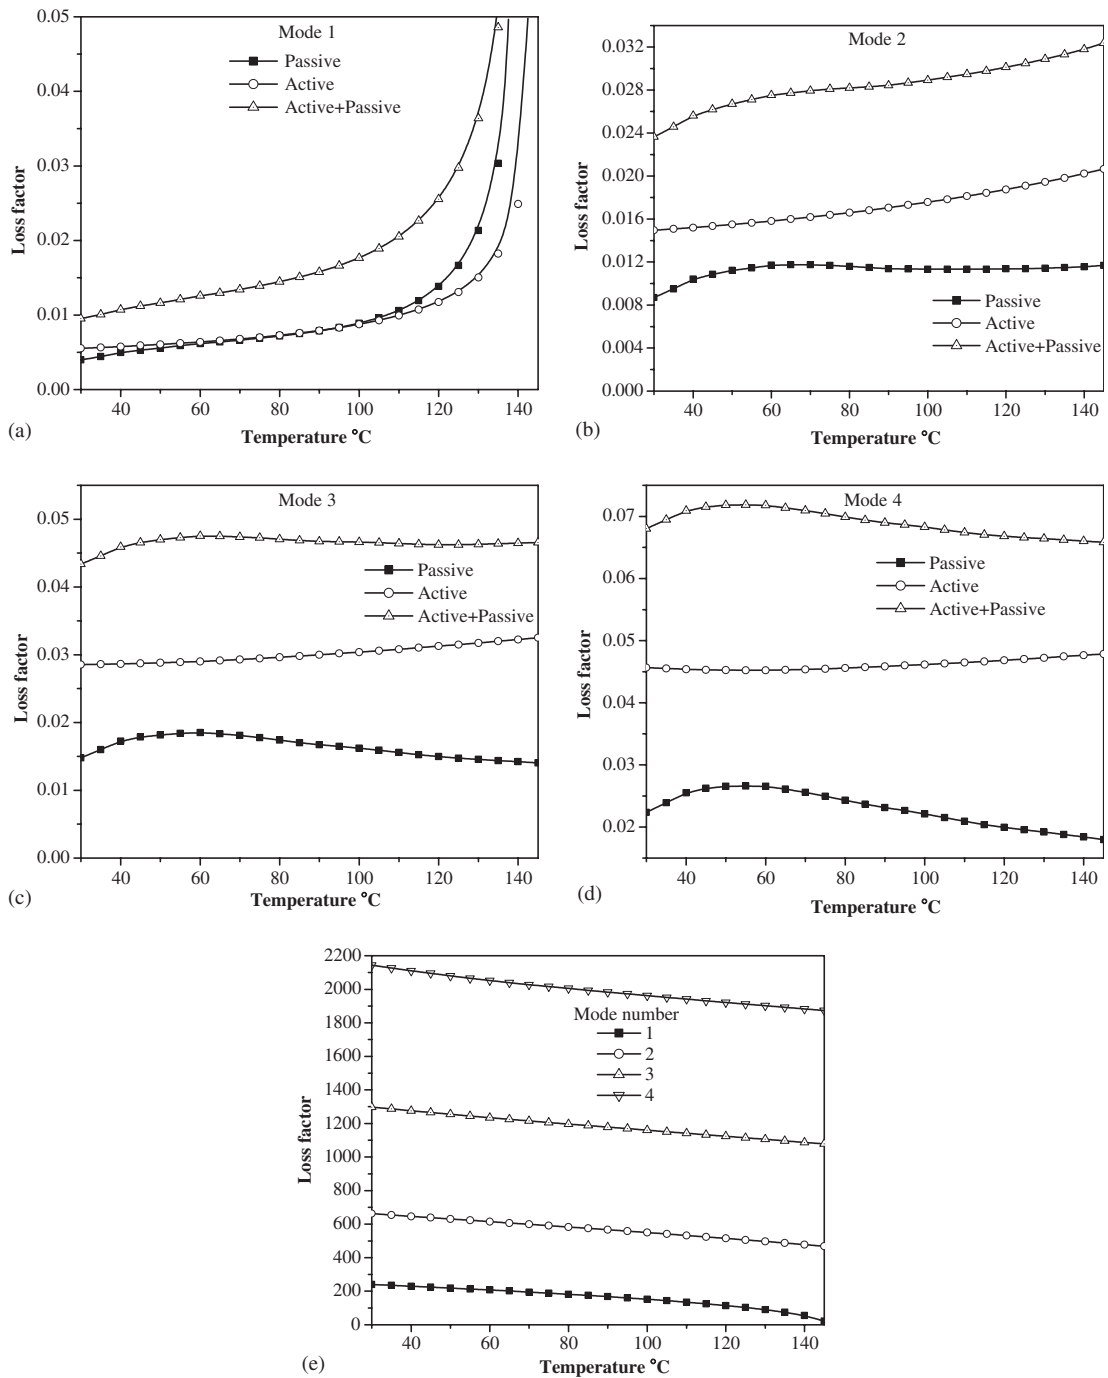 Mode 1
Passive
Active
Active+Passive
0.05
0.04
0.03
0.02
0.01
0.00
Loss factor
40 60 80 100 120 140
Temperature °C
(a)
Mode 2
0.032
0.028
0.024
0.020
0.016
0.012
0.008
0.004
0.000
Loss factor
Passive
Active
Active+Passive
40 60 80 100 120 140
Temperature °C
(b)
Mode 3
0.05
0.04
0.03
0.02
0.01
0.00
Loss factor
Passive
Active
Active+Passive
40 60 80 100 120 140
Temperature °C
(c)
Mode 4
0.07
0.06
0.05
0.04
0.03
0.02
Loss factor
Passive
Active
Active+Passive
40 60 80 100 120 140
Temperature °C
(d)
2200
2000
1800
1600
1400
1200
1000
800
600
400
200
0
Loss factor
Mode number
1
2
3
4
40 60 80 100 120 140
Temperature °C
(e)